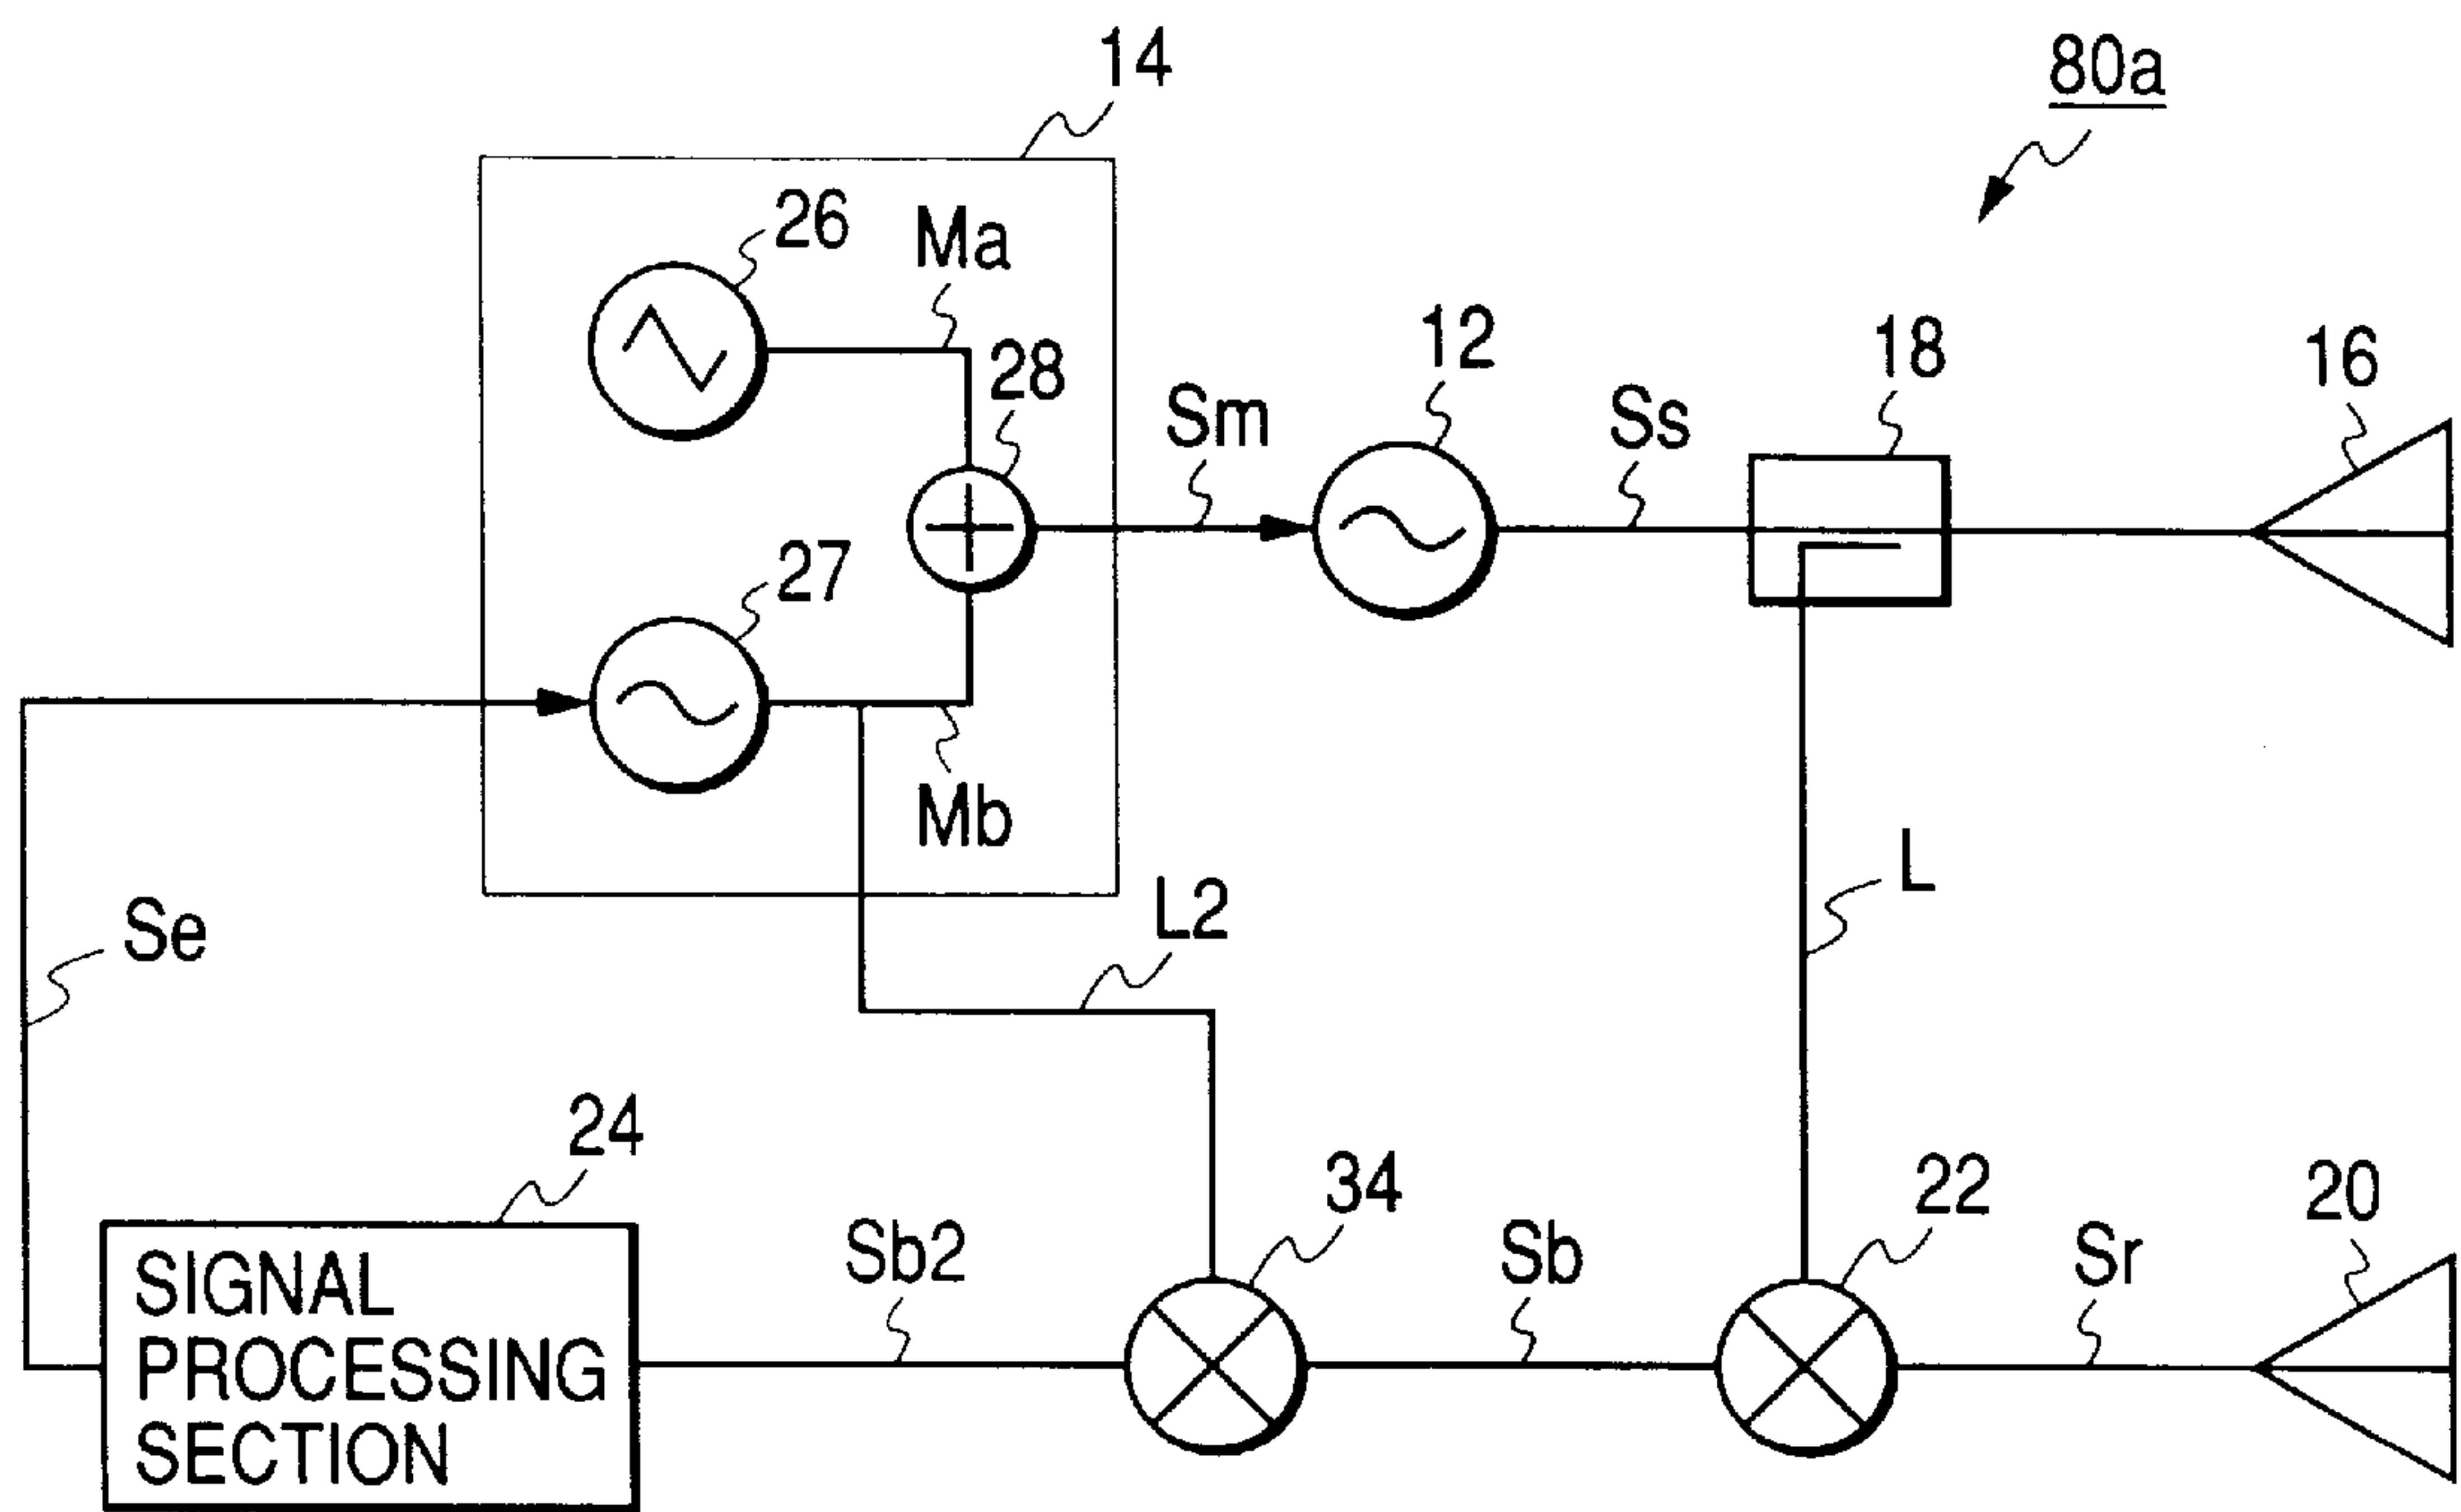 14
80a
26
Ma
28
12
18
16
Sm
Ss
27
Mb
L
L2
Se
24
34
22
20
Sb2
Sb
Sr
SIGNAL
PROCESSING
SECTION